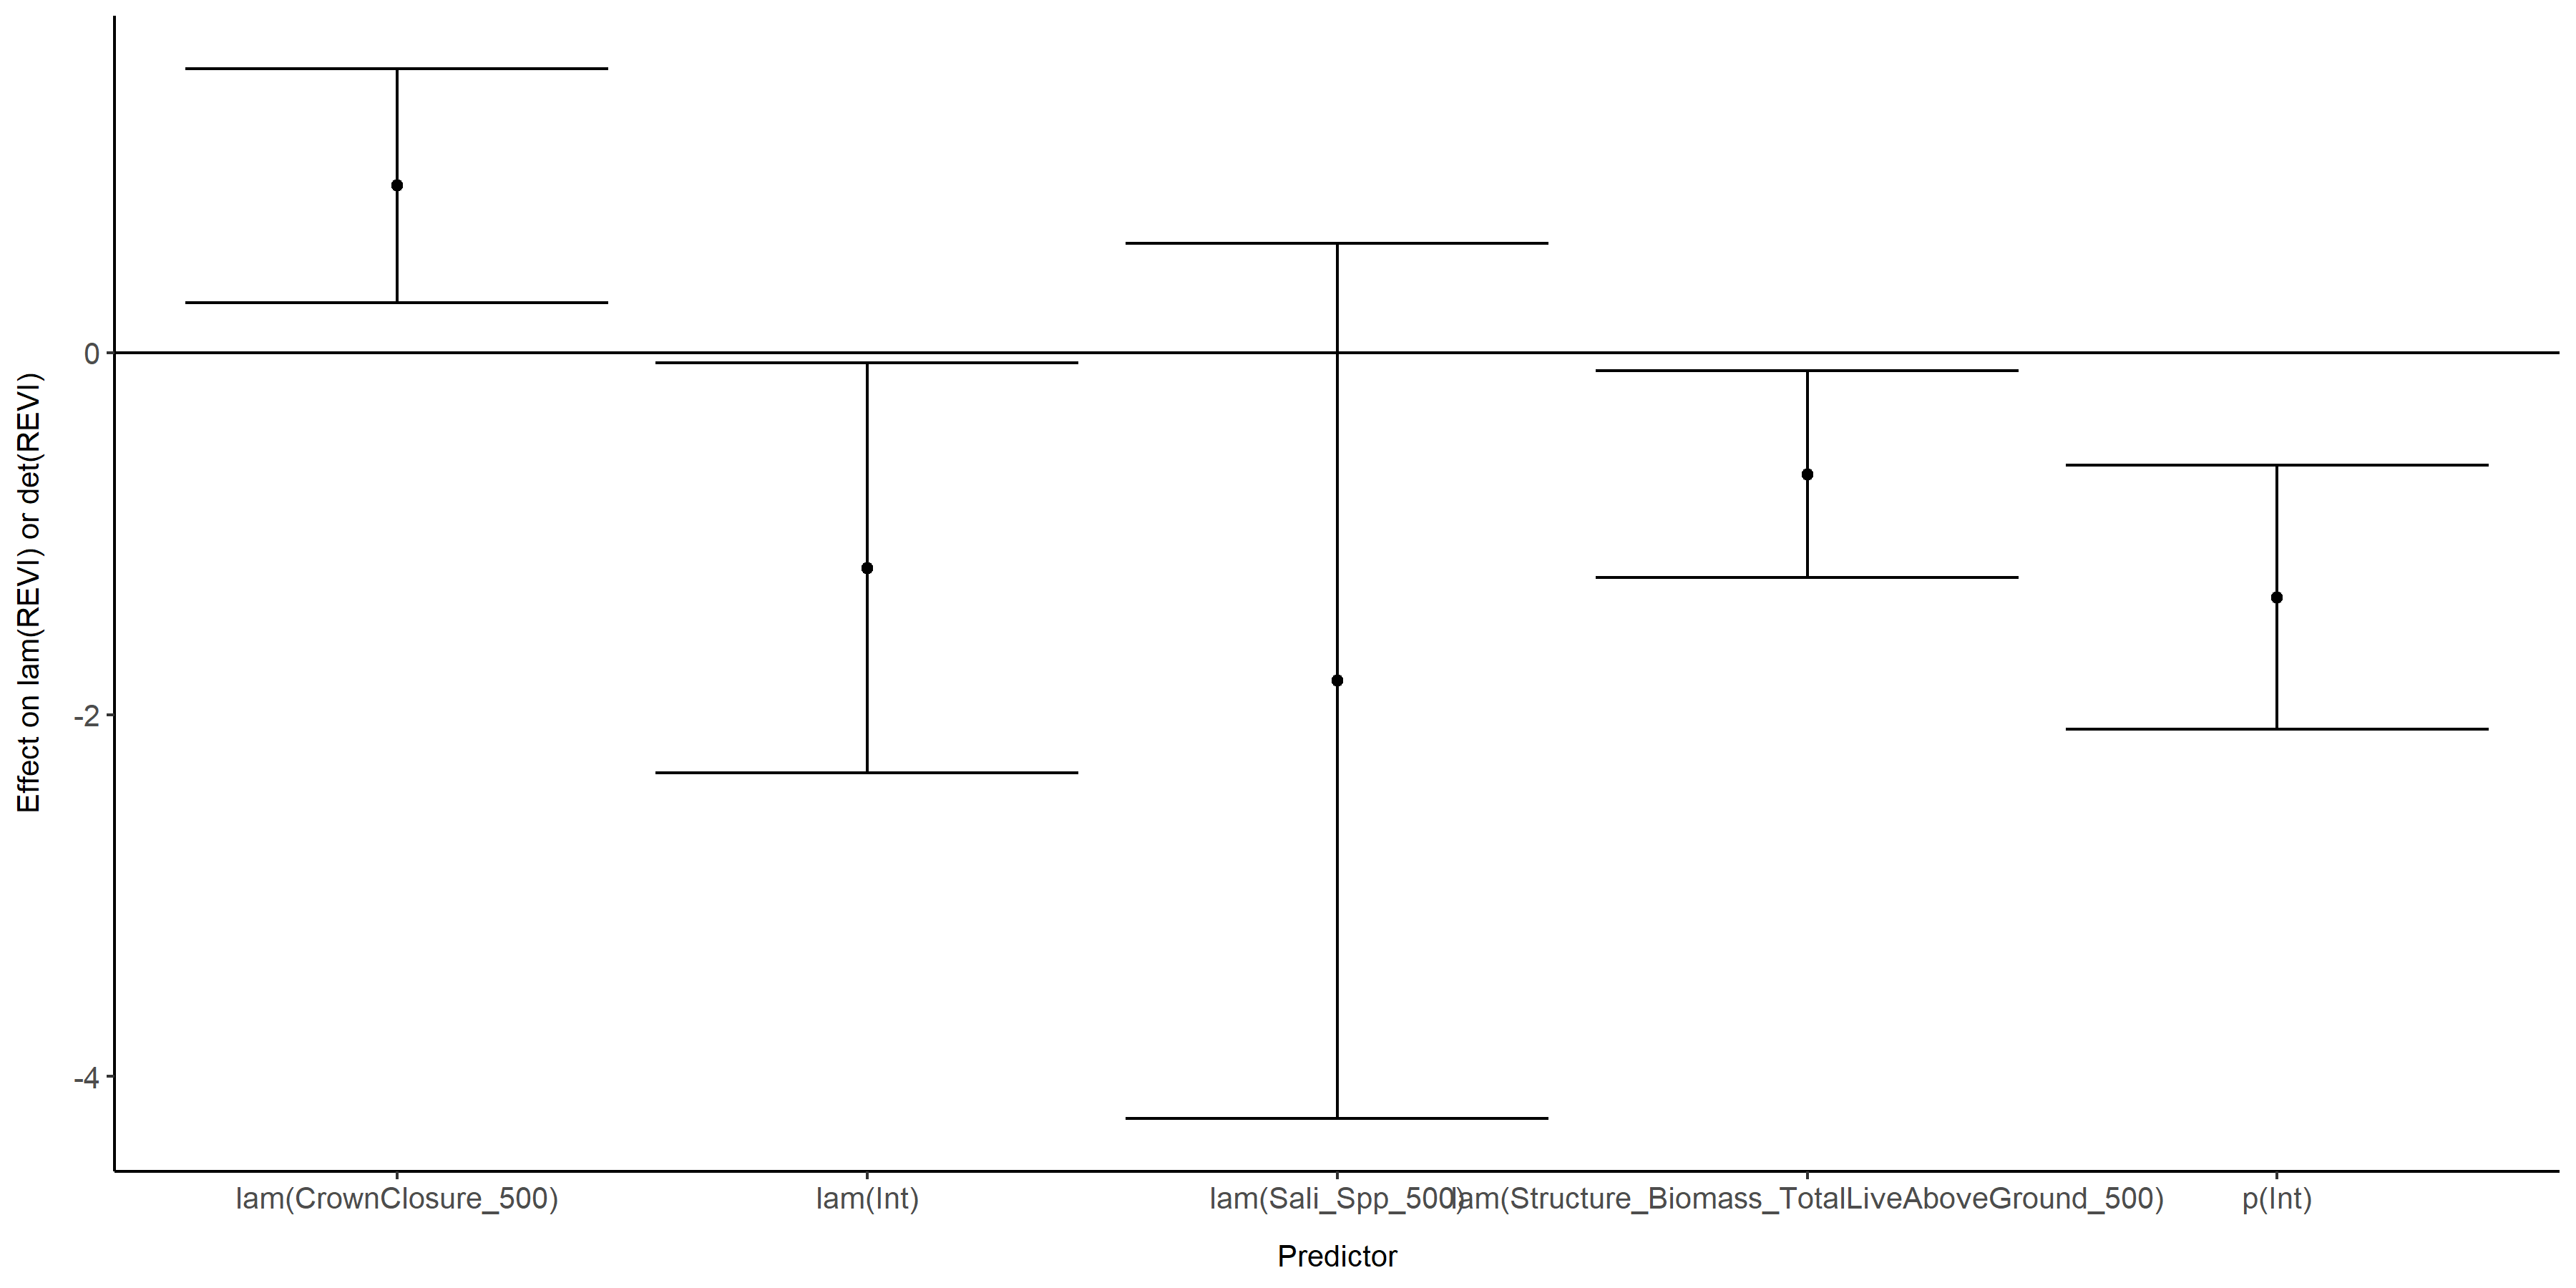 Effect on lam(REVI) or det(REVI)
0
-2
-4
lam(CrownClosure_500)
lam(Int)
lam(Sali_Spp_500)
lam(Structure_Biomass_TotalLiveAboveGround_500)
p(Int)
Predictor